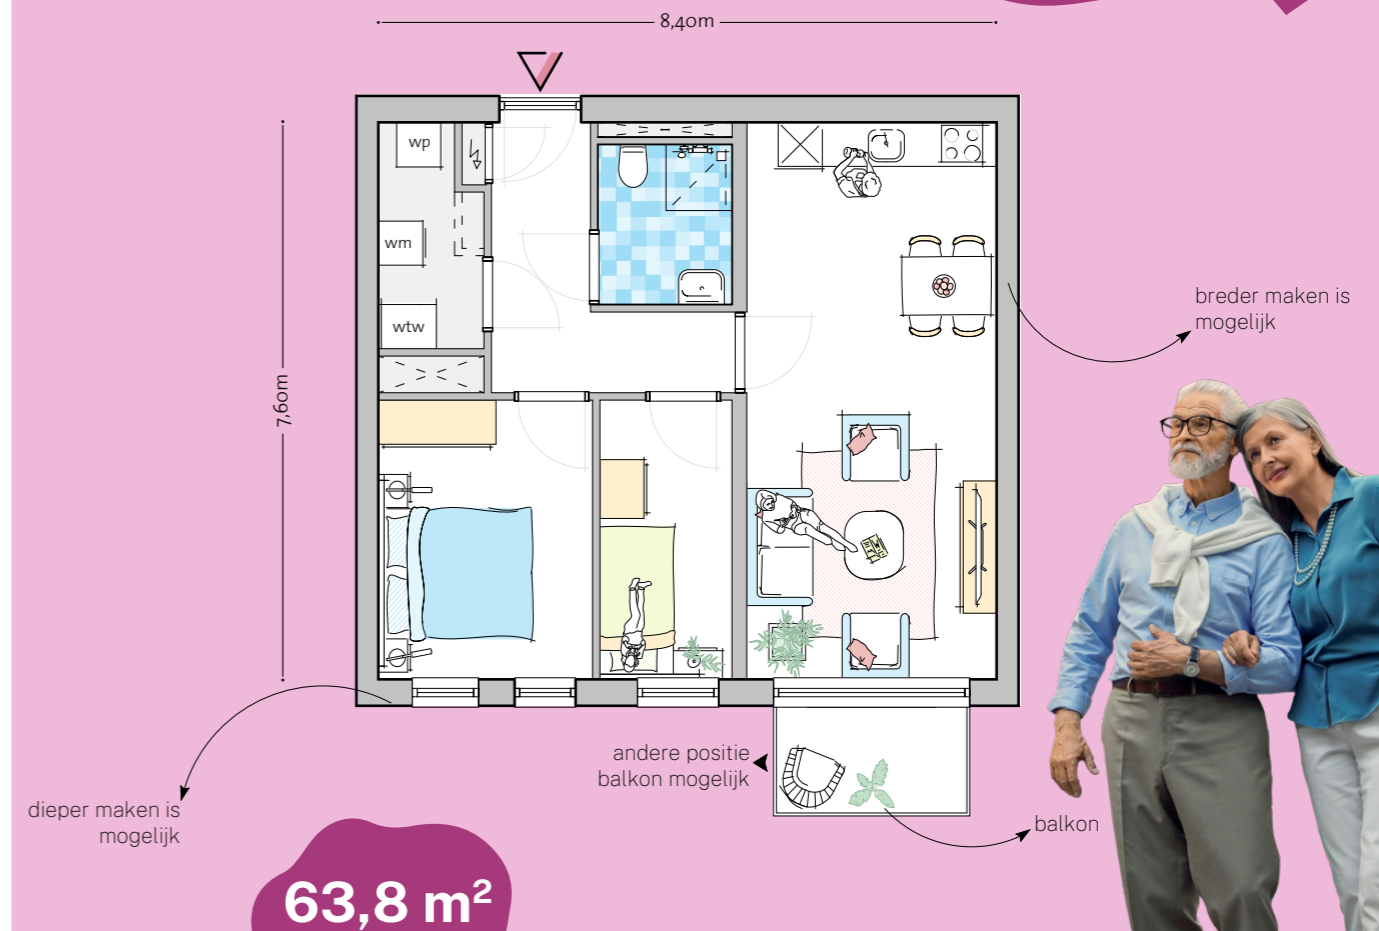 8,40m
wp
wm
wtw
7,60m
breder maken is
mogelijk
andere positie
balkon mogelijk
balkon
dieper maken is
mogelijk
63,8 m²